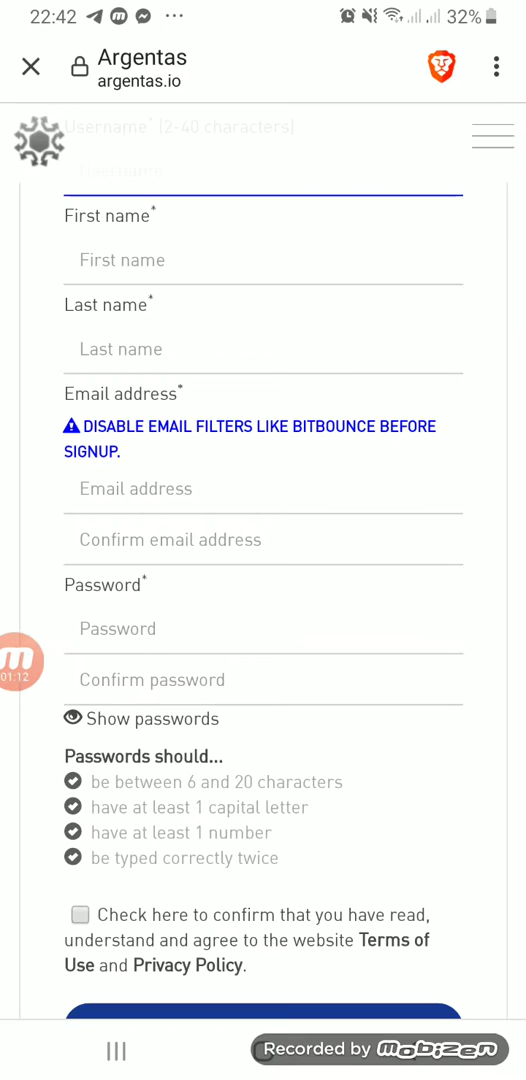 22:42
32%
Argentas
argentas.io
Username* (2-40 characters)
Username
First name*
First name
Last name*
Last name
Email address*
DISABLE EMAIL FILTERS LIKE BITBOUNCE BEFORE
SIGNUP.
Email address
Confirm email address
Password*
Password
Confirm password
01:12
Show passwords
Passwords should...
be between 6 and 20 characters
have at least 1 capital letter
have at least 1 number
be typed correctly twice
Check here to confirm that you have read,
understand and agree to the website Terms of
Use and Privacy Policy.
Recorded by mobizen